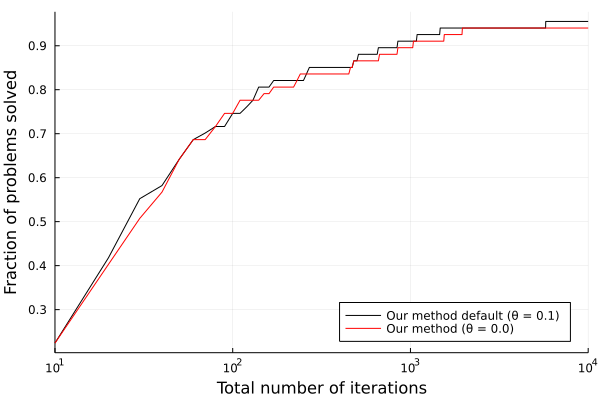 Fraction of problems solved
0.9
0.8
0.7
0.6
0.5
0.4
0.3
Our method default (θ = 0.1)
Our method (θ = 0.0)
10¹ 10² 10³ 10⁴
Total number of iterations